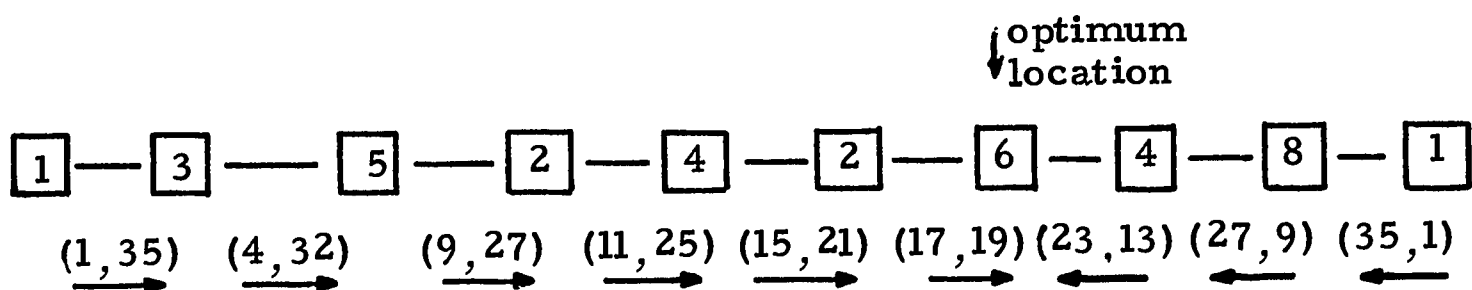 optimum
location
1 3 5 2 4 2 6 4 8 1
(1,35) (4,32) (9,27) (11,25) (15,21) (17,19) (23,13) (27,9) (35,1)